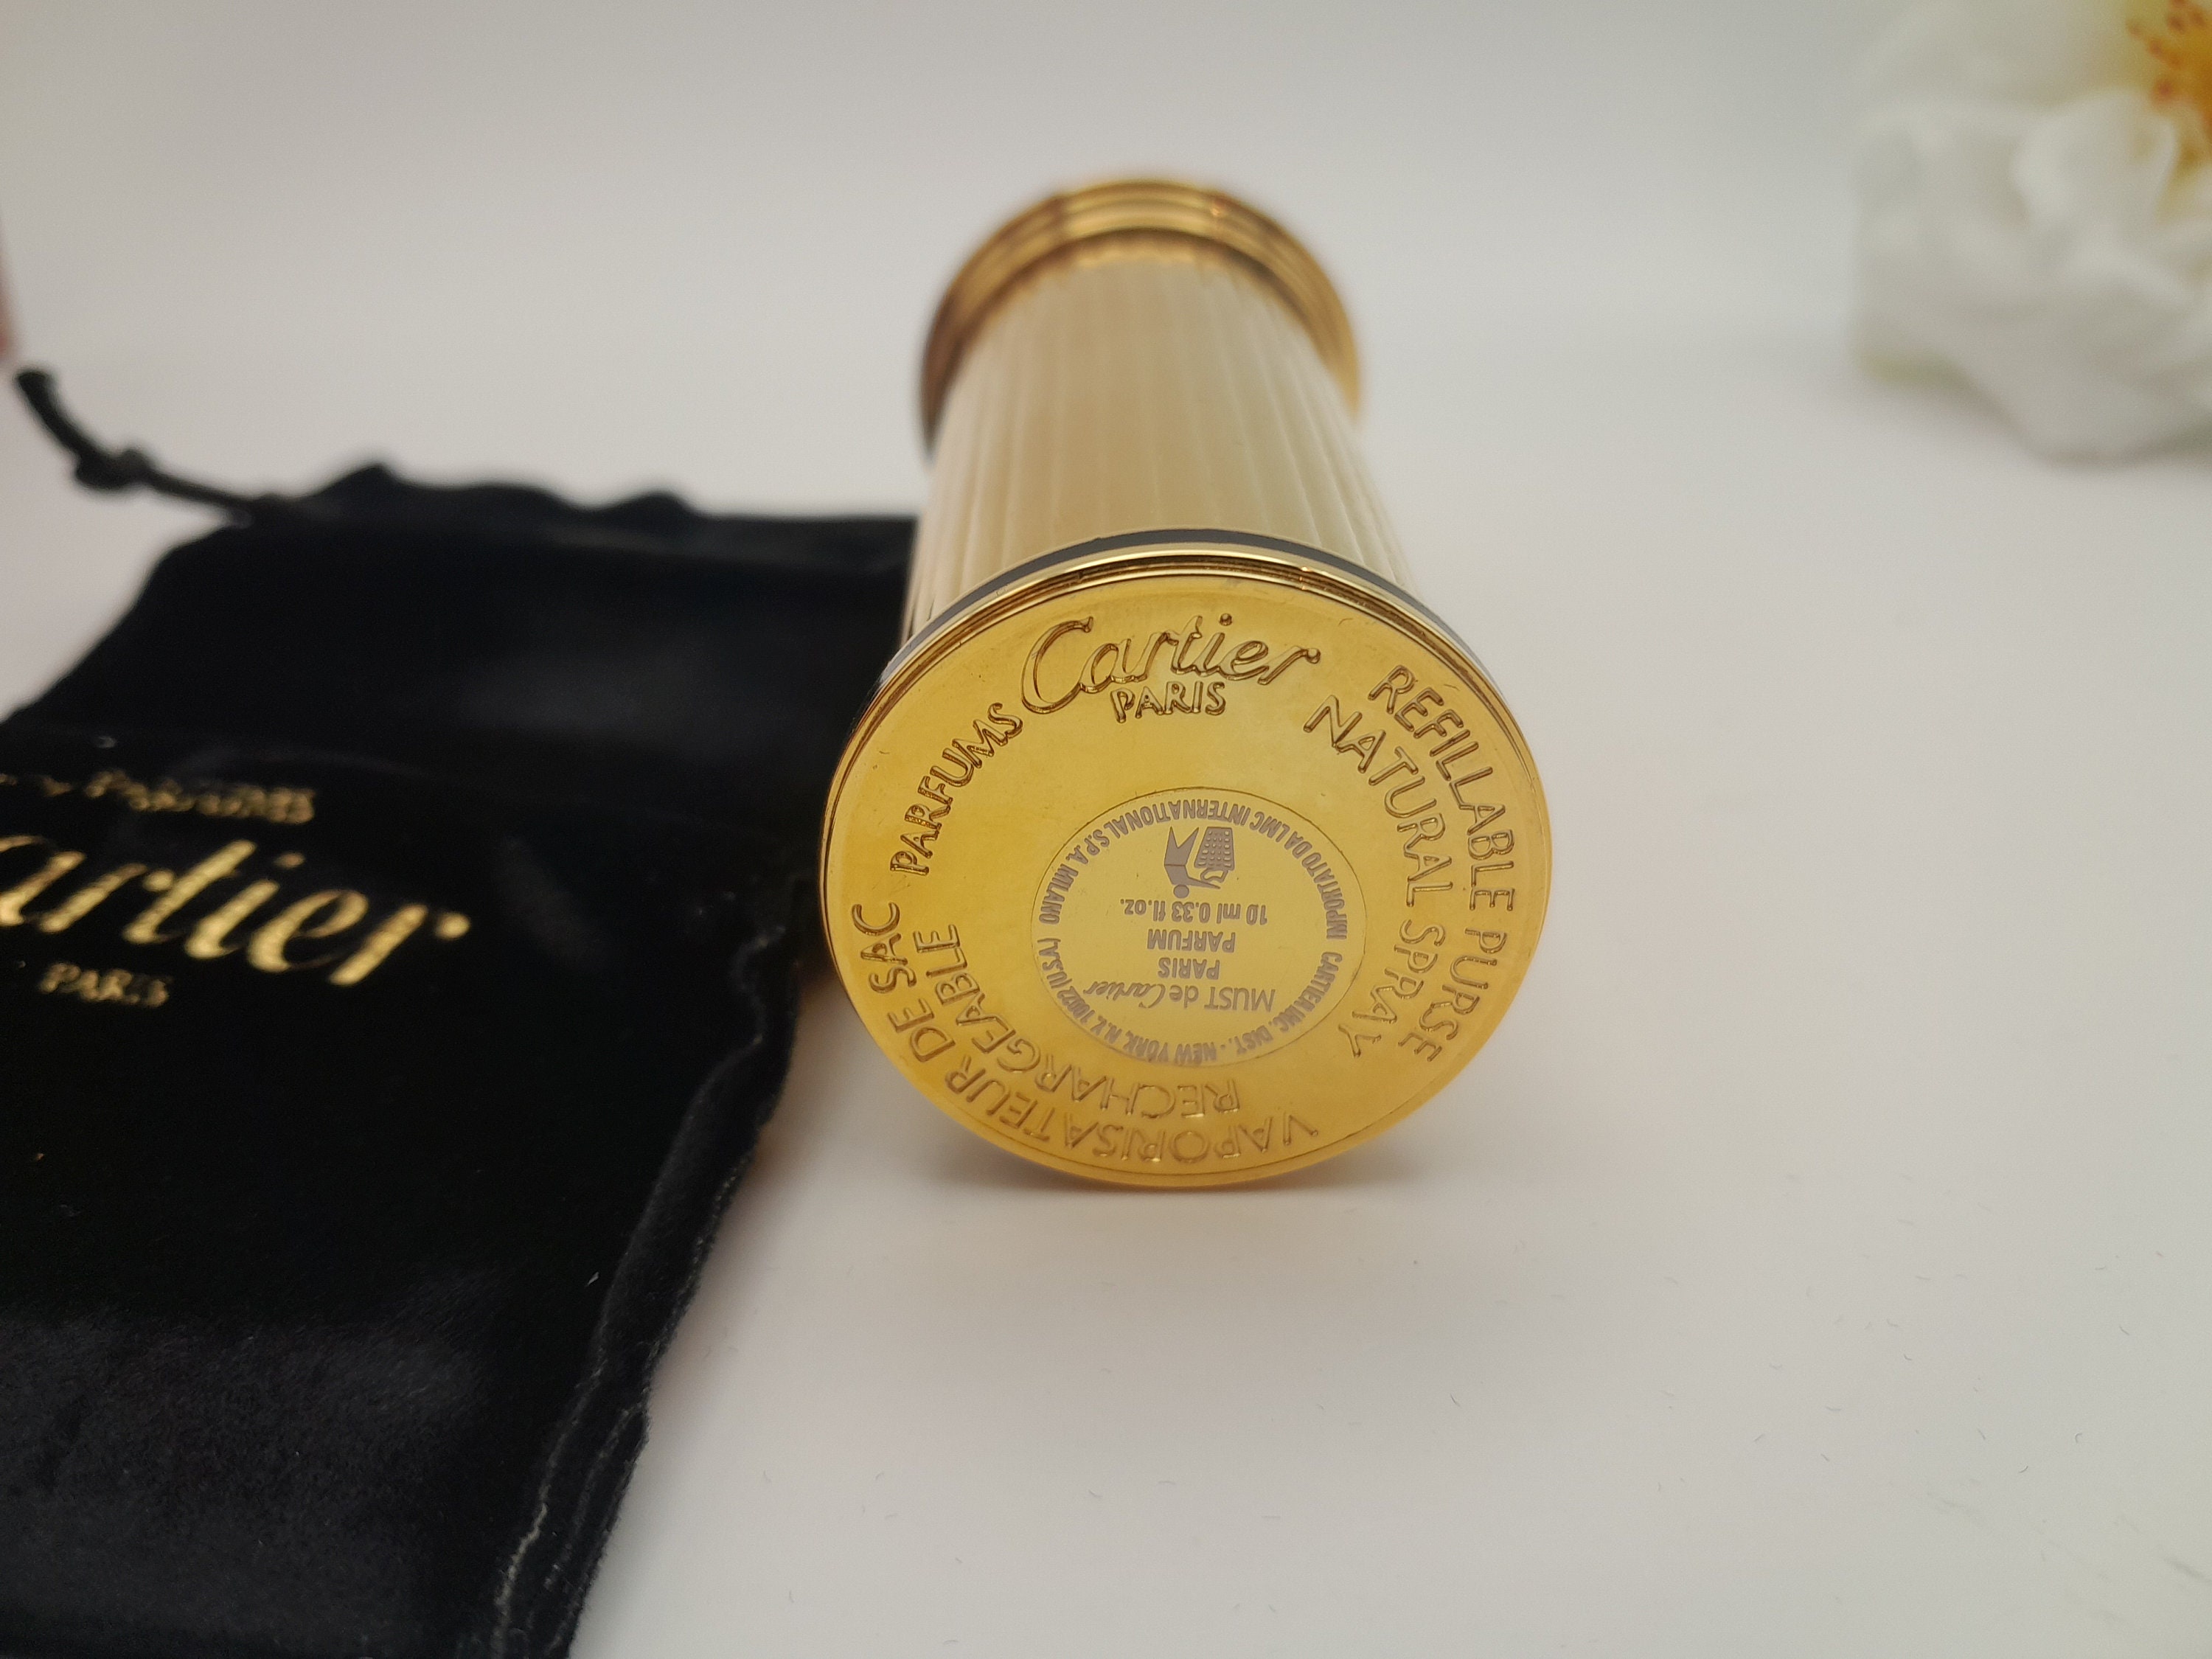 Cartier
PARIS
PARFUMS
REFILLABLE PURSE
NATURAL SPRAY
VAPORISATEUR DE SAC
RECHARGEABLE
MUST de Cartier
PARIS
PARFUM
10 ml 0.33 fl.oz.
CARTIER INC. DIST. - NEW YORK. N.Y. 10022 (U.S.A.)
IMPORTATO DA LMC INTERNATIONAL S.P.A. MILANO
PARFUMS
artier
PARIS